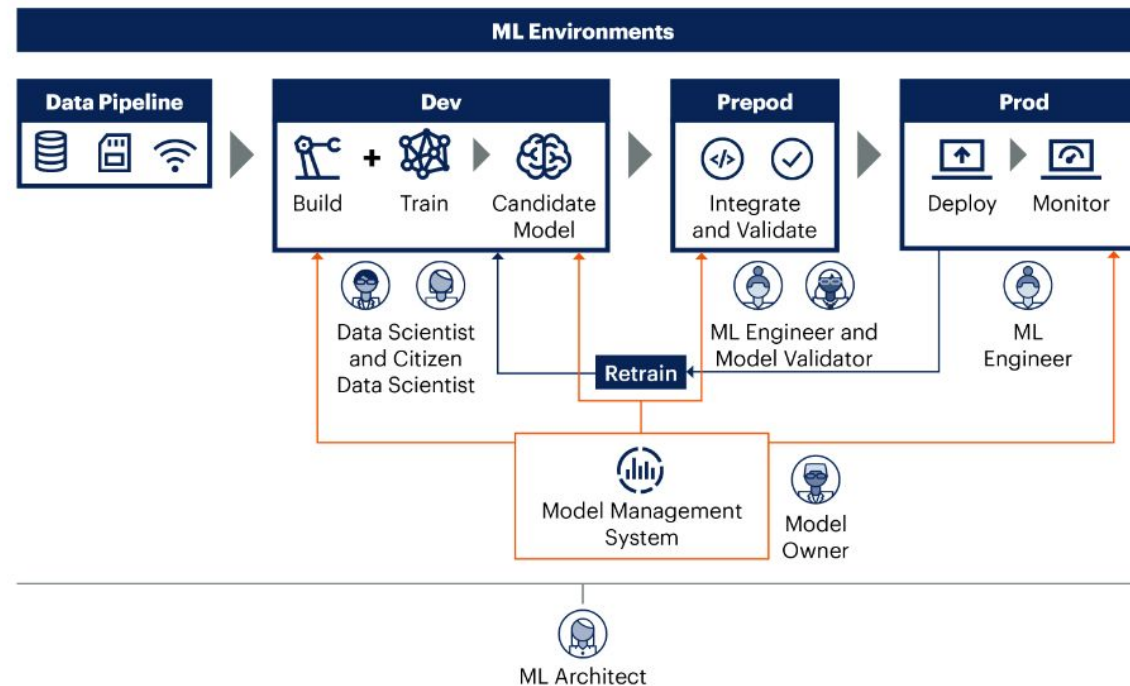 ML Environments
Data Pipeline
Dev
Build
+
Train
Candidate
Model
Prepod
</>
Integrate
and Validate
Prod
Deploy
Monitor
Data Scientist
and Citizen
Data Scientist
ML Engineer and
Model Validator
ML
Engineer
Retrain
Model Management
System
Model
Owner
ML Architect